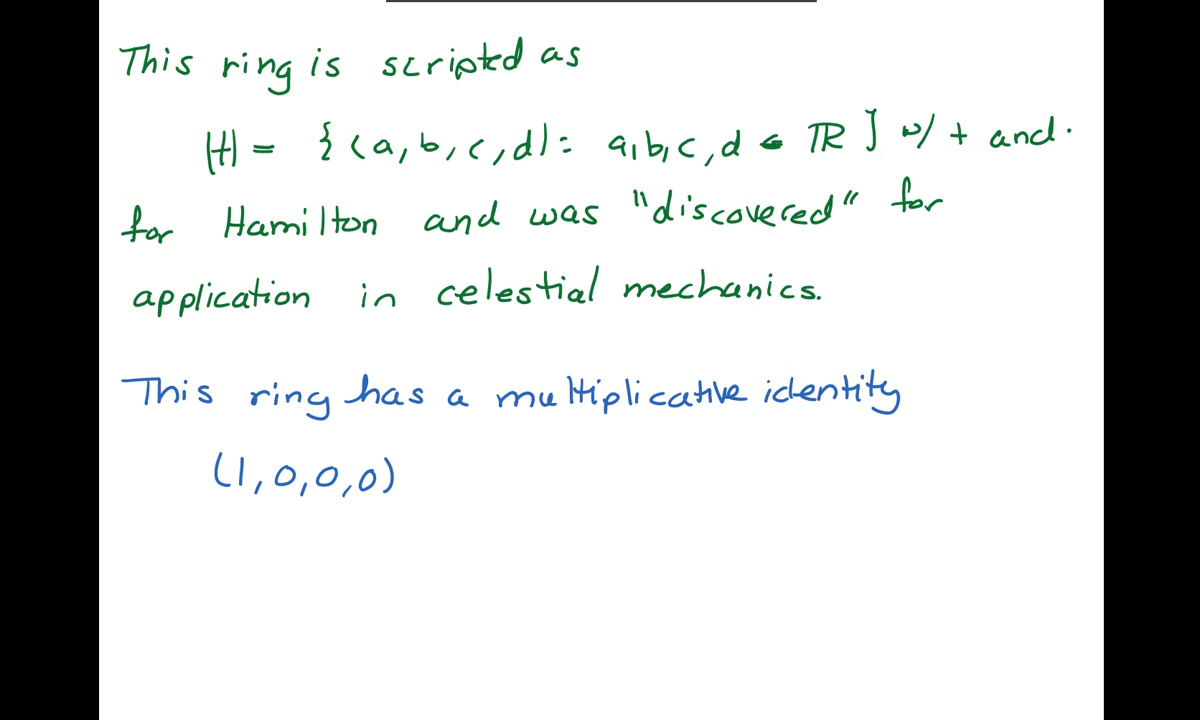 This ring is scripted as
ℍ = {(a, b, c, d) : a, b, c, d ∈ ℝ} w/ + and ·
for Hamilton and was "discovered" for
application in celestial mechanics.
This ring has a multiplicative identity
(1, 0, 0, 0)